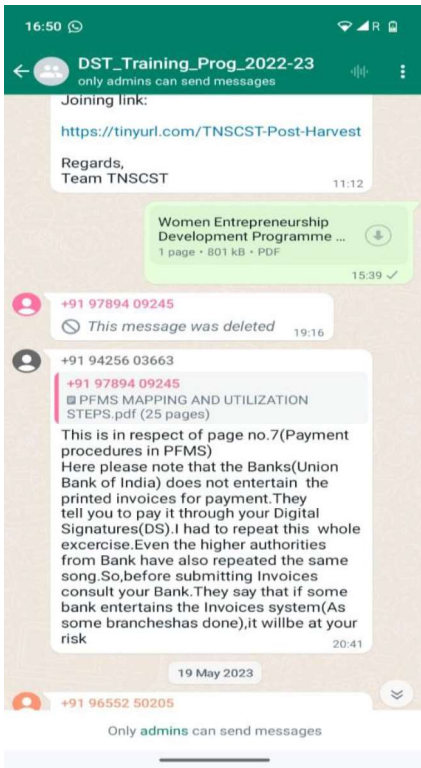 16:50
R
DST_Training_Prog_2022-23
only admins can send messages
Joining link:
https://tinyurl.com/TNSCST-Post-Harvest
Regards,
Team TNSCST
11:12
Women Entrepreneurship
Development Programme ...
1 page • 801 kB • PDF
15:39
+91 97894 09245
This message was deleted
19:16
+91 94256 03663
+91 97894 09245
PFMS MAPPING AND UTILIZATION
STEPS.pdf (25 pages)
This is in respect of page no.7(Payment
procedures in PFMS)
Here please note that the Banks(Union
Bank of India) does not entertain the
printed invoices for payment.They
tell you to pay it through your Digital
Signatures(DS).I had to repeat this whole
excercise.Even the higher authorities
from Bank have also repeated the same
song.So,before submitting Invoices
consult your Bank.They say that if some
bank entertains the Invoices system(As
some brancheshas done),it willbe at your
risk
20:41
19 May 2023
+91 96552 50205
Only admins can send messages